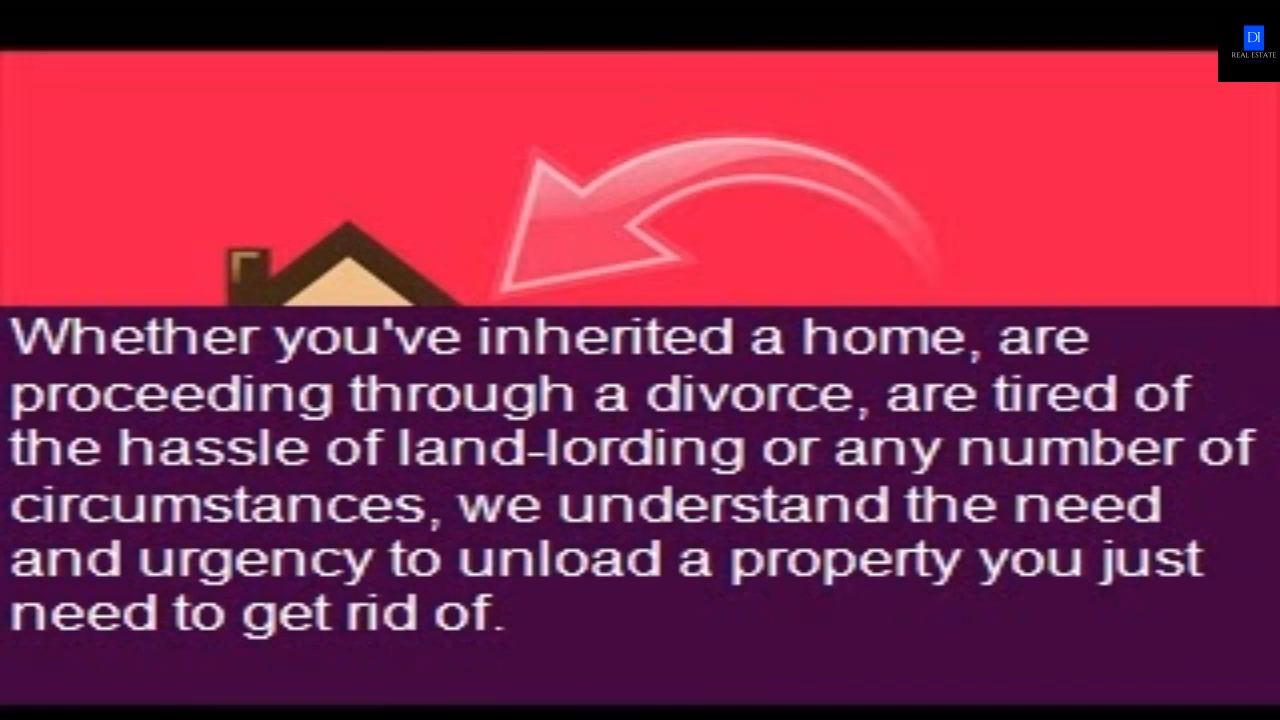 DI
REAL ESTATE
Whether you've inherited a home, are
proceeding through a divorce, are tired of
the hassle of land-lording or any number of
circumstances, we understand the need
and urgency to unload a property you just
need to get rid of.